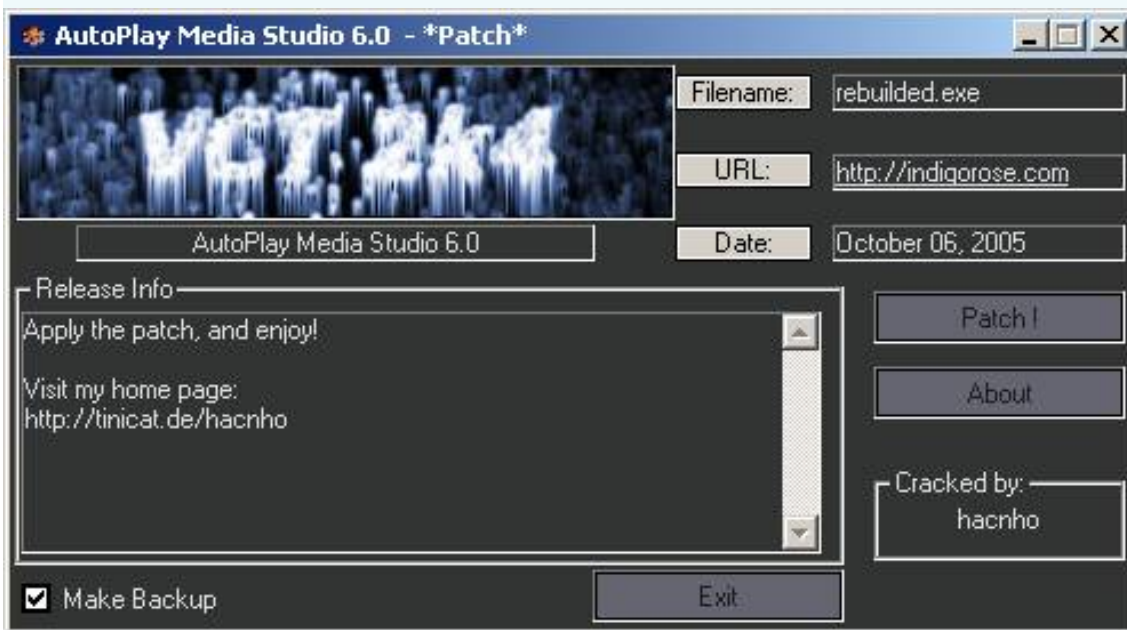 AutoPlay Media Studio 6.0 - *Patch*
VCT 2k4
Filename:
rebuilded.exe
URL:
http://indigorose.com
AutoPlay Media Studio 6.0
Date:
October 06, 2005
Release Info
Apply the patch, and enjoy!
Visit my home page:
http://tinicat.de/hacnho
Patch !
About
Cracked by:
hacnho
Make Backup
Exit